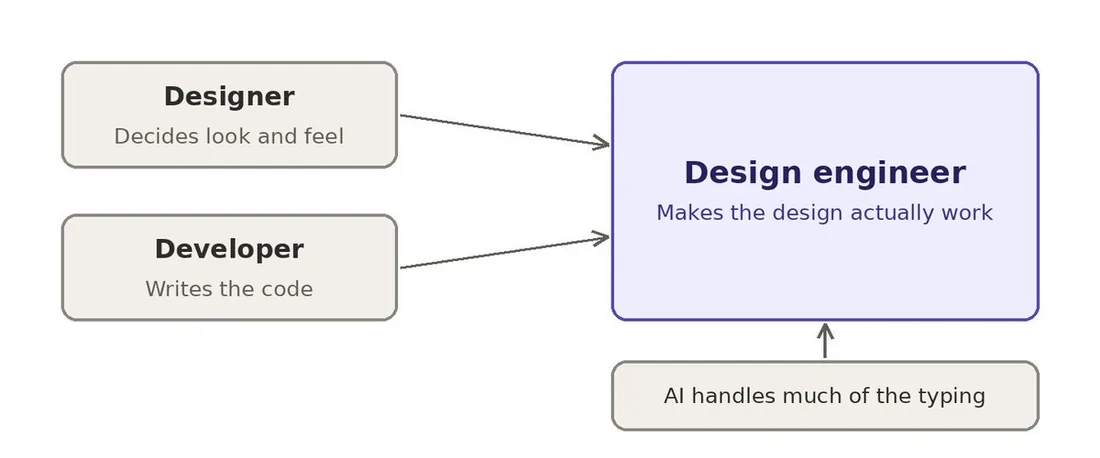 Designer
Decides look and feel
Developer
Writes the code
Design engineer
Makes the design actually work
AI handles much of the typing